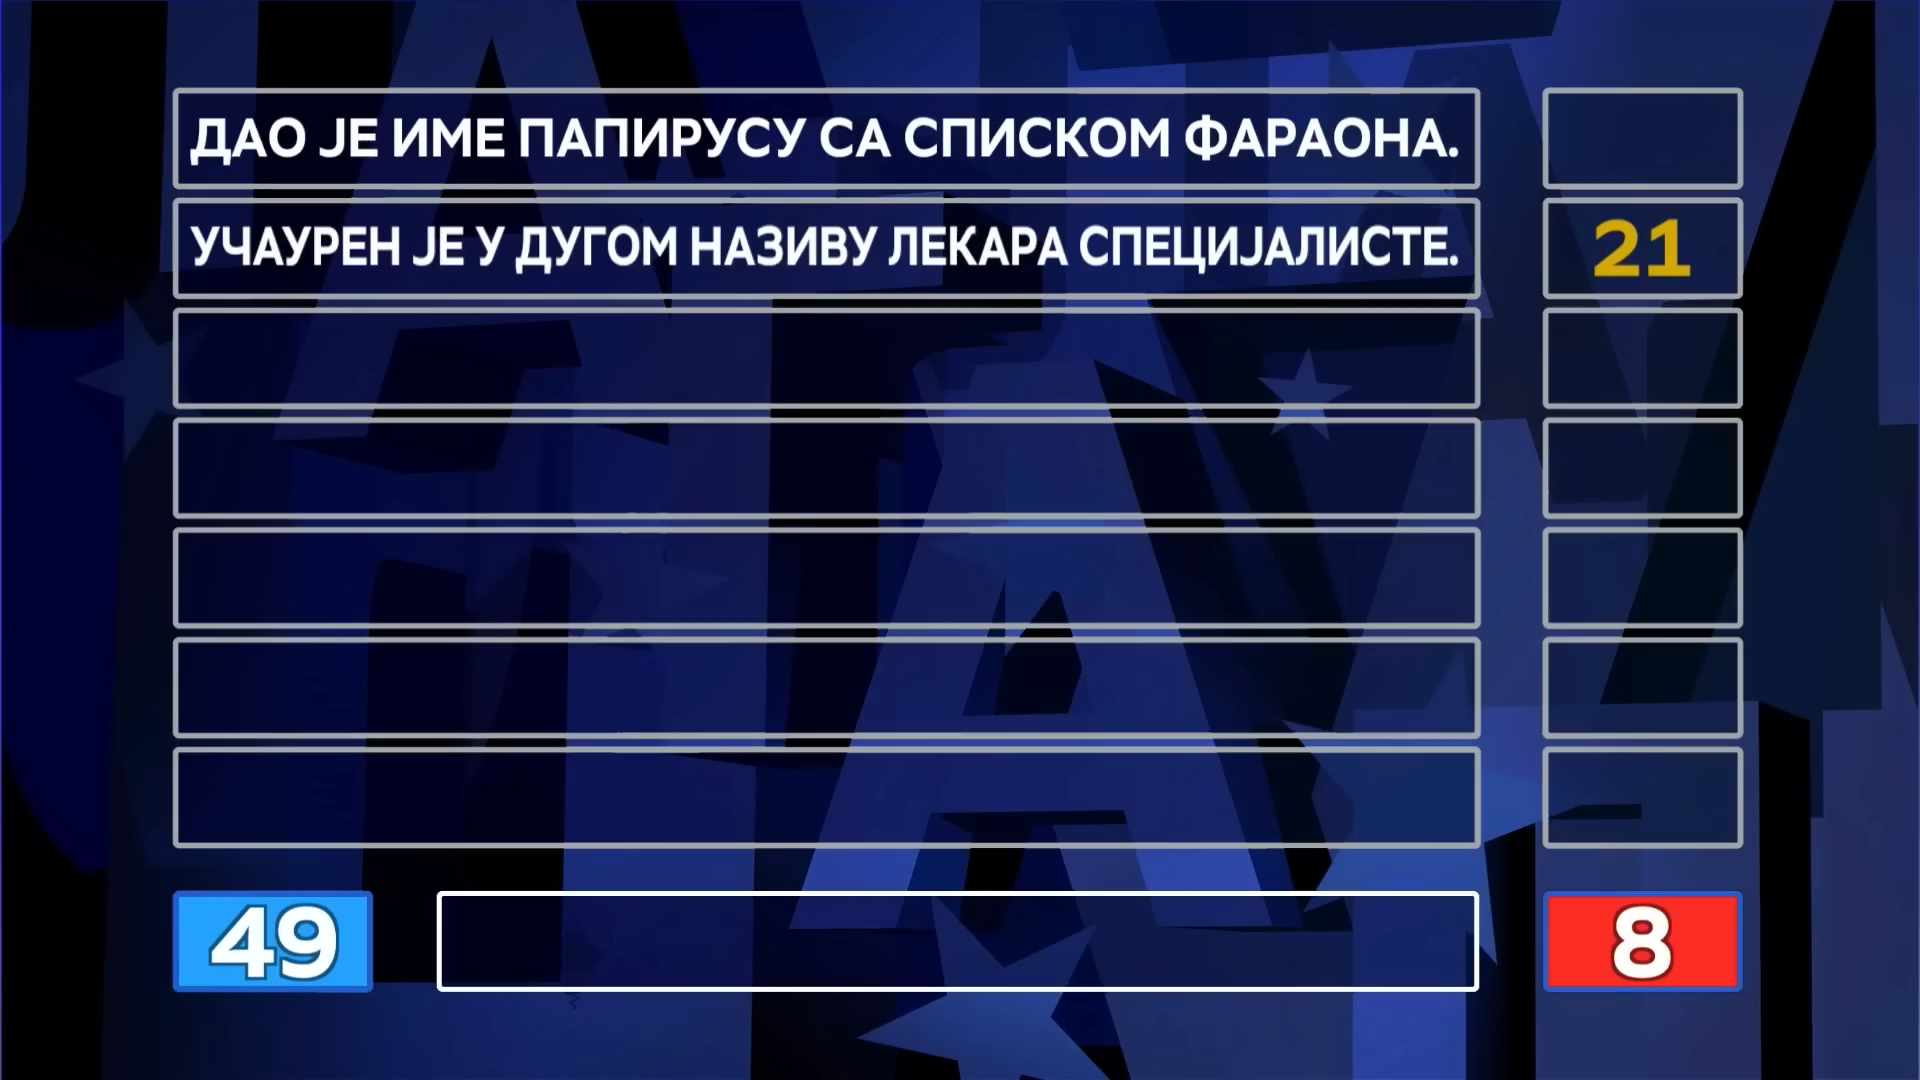 ДАО ЈЕ ИМЕ ПАПИРУСУ СА СПИСКОМ ФАРАОНА.
УЧАУРЕН ЈЕ У ДУГОМ НАЗИВУ ЛЕКАРА СПЕЦИЈАЛИСТЕ.
21
49
8